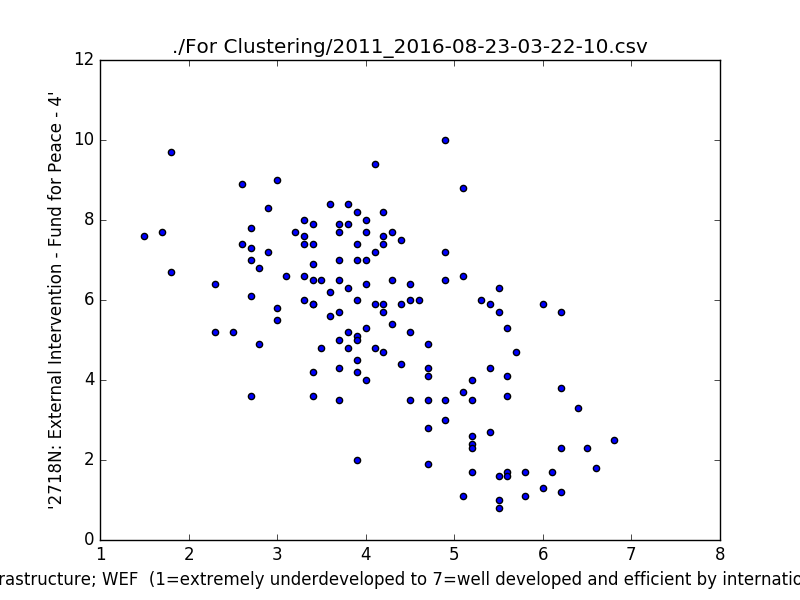 ./For Clustering/2011_2016-08-23-03-22-10.csv
'2718N: External Intervention - Fund for Peace - 4'
12
10
8
6
4
2
0
1 2 3 4 5 6 7 8
rastructure; WEF (1=extremely underdeveloped to 7=well developed and efficient by internatio